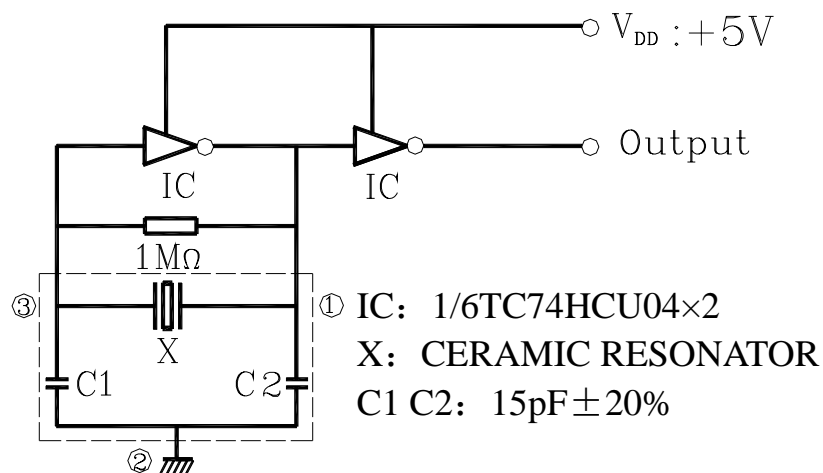 V_DD :+5V
Output
IC
IC
1MΩ
③
①
X
C1
C2
②
IC：1/6TC74HCU04×2
X：CERAMIC RESONATOR
C1 C2：15pF±20%